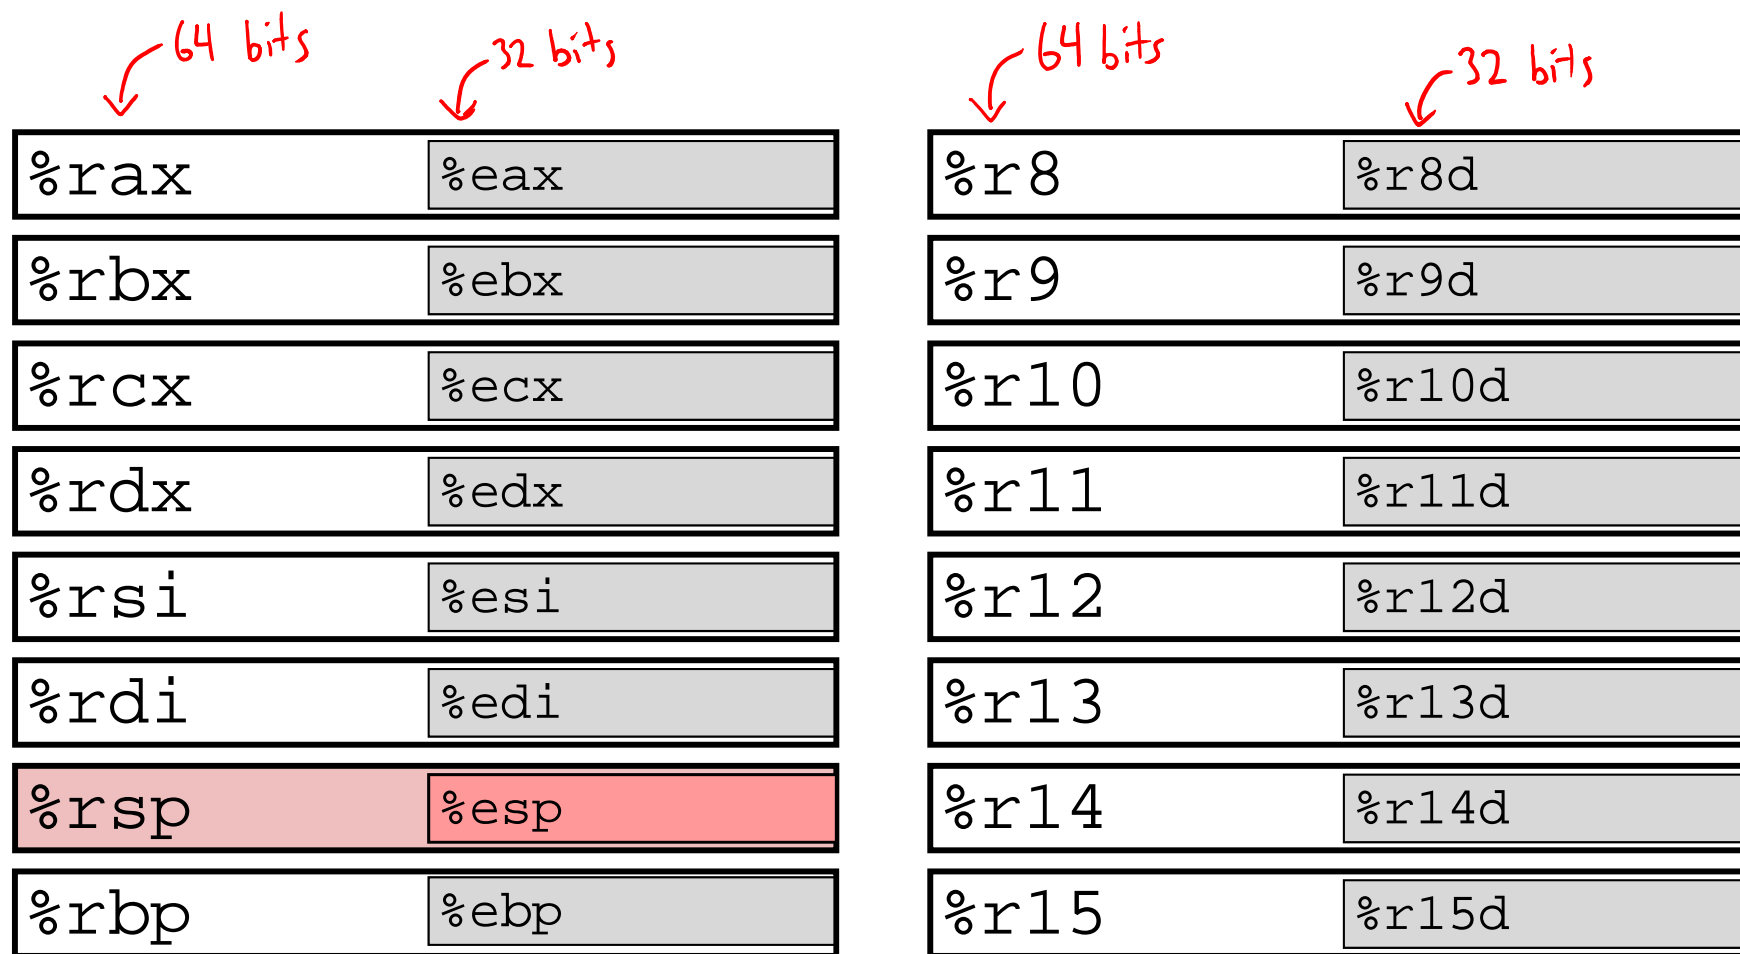 64 bits 32 bits 64 bits 32 bits
%rax %eax %r8 %r8d
%rbx %ebx %r9 %r9d
%rcx %ecx %r10 %r10d
%rdx %edx %r11 %r11d
%rsi %esi %r12 %r12d
%rdi %edi %r13 %r13d
%rsp %esp %r14 %r14d
%rbp %ebp %r15 %r15d